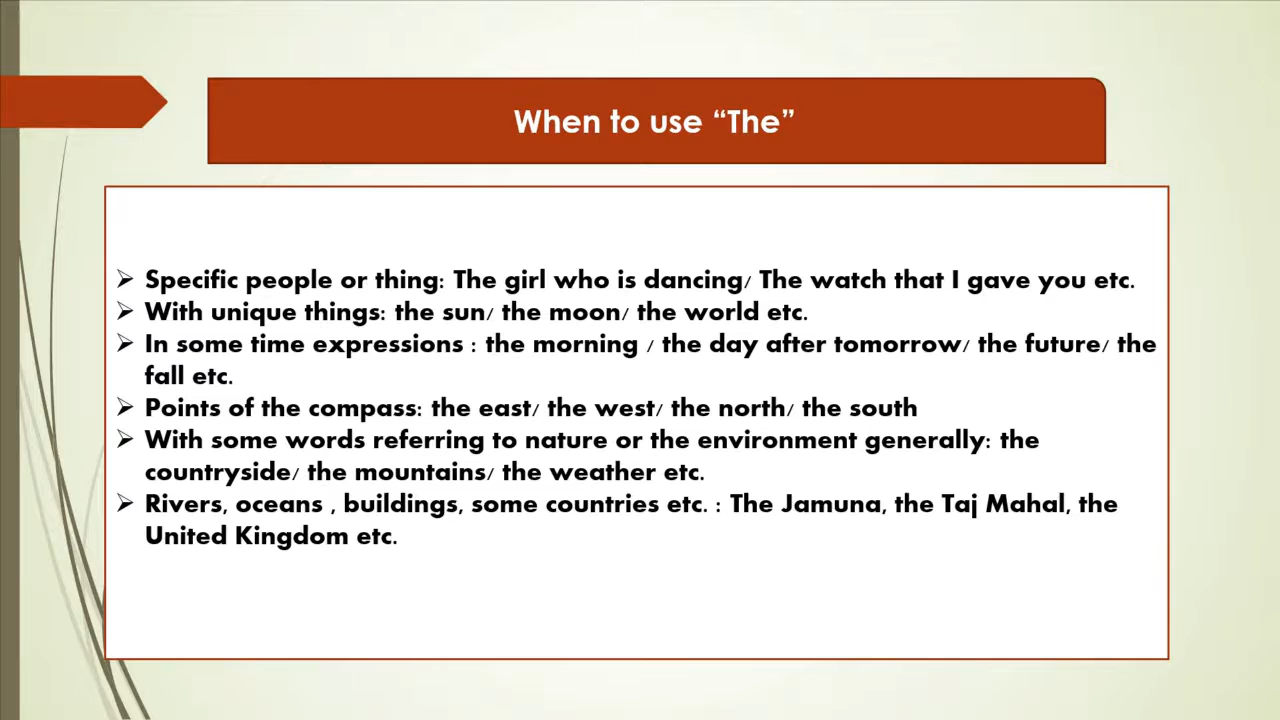 When to use “The”
➢ Specific people or thing: The girl who is dancing/ The watch that I gave you etc.
➢ With unique things: the sun/ the moon/ the world etc.
➢ In some time expressions : the morning / the day after tomorrow/ the future/ the
fall etc.
➢ Points of the compass: the east/ the west/ the north/ the south
➢ With some words referring to nature or the environment generally: the
countryside/ the mountains/ the weather etc.
➢ Rivers, oceans , buildings, some countries etc. : The Jamuna, the Taj Mahal, the
United Kingdom etc.